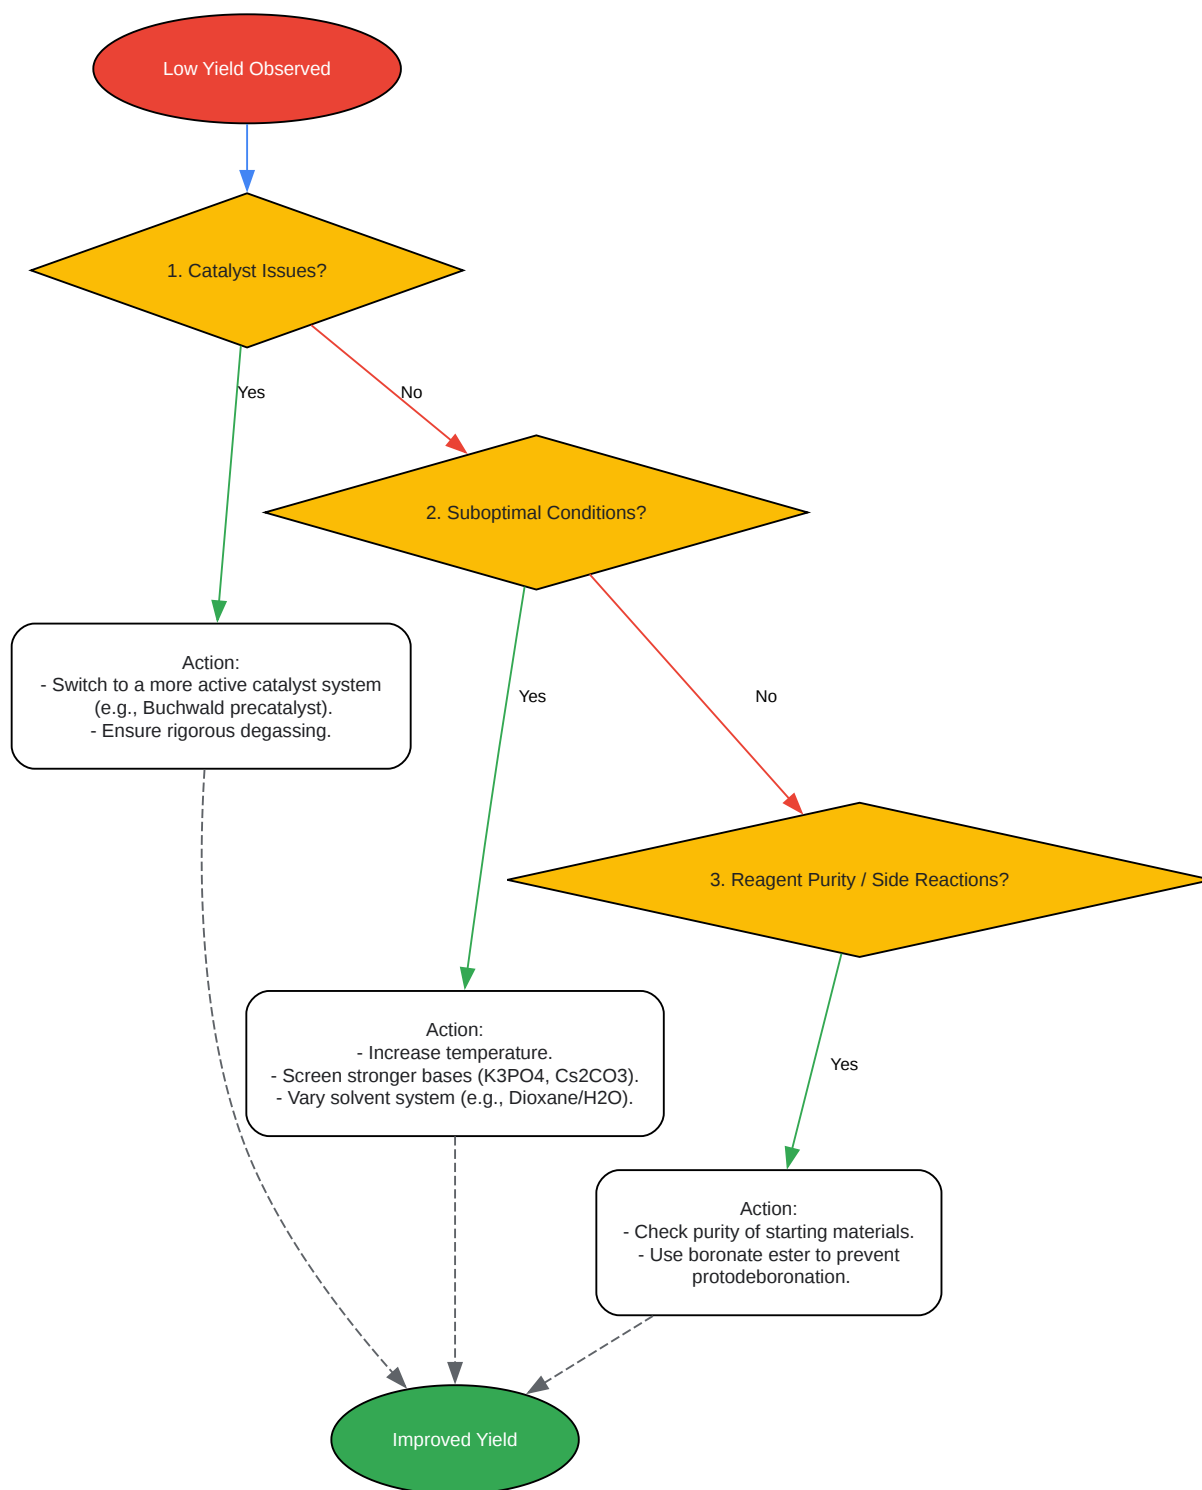 Low Yield Observed
1. Catalyst Issues?
Yes
No
2. Suboptimal Conditions?
Action:
- Switch to a more active catalyst system
(e.g., Buchwald precatalyst).
- Ensure rigorous degassing.
Yes
No
3. Reagent Purity / Side Reactions?
Action:
- Increase temperature.
- Screen stronger bases (K3PO4, Cs2CO3).
- Vary solvent system (e.g., Dioxane/H2O).
Yes
Action:
- Check purity of starting materials.
- Use boronate ester to prevent
protodeboronation.
Improved Yield